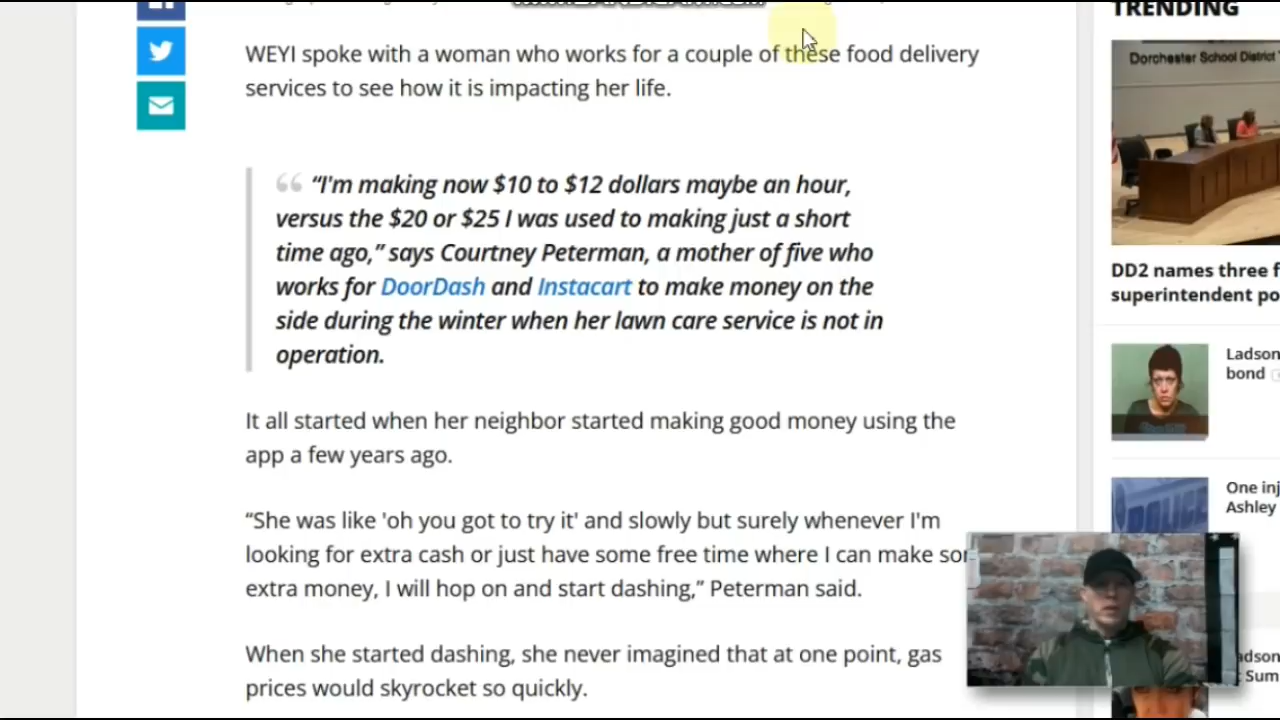 TRENDING
WEYI spoke with a woman who works for a couple of these food delivery
services to see how it is impacting her life.
“I'm making now $10 to $12 dollars maybe an hour,
versus the $20 or $25 I was used to making just a short
time ago,” says Courtney Peterman, a mother of five who
works for DoorDash and Instacart to make money on the
side during the winter when her lawn care service is not in
operation.
It all started when her neighbor started making good money using the
app a few years ago.
“She was like 'oh you got to try it' and slowly but surely whenever I'm
looking for extra cash or just have some free time where I can make
extra money, I will hop on and start dashing,” Peterman said.
When she started dashing, she never imagined that at one point, gas
prices would skyrocket so quickly.
Dorchester School District
DD2 names three
superintendent
Ladson
bond
One
Ashley